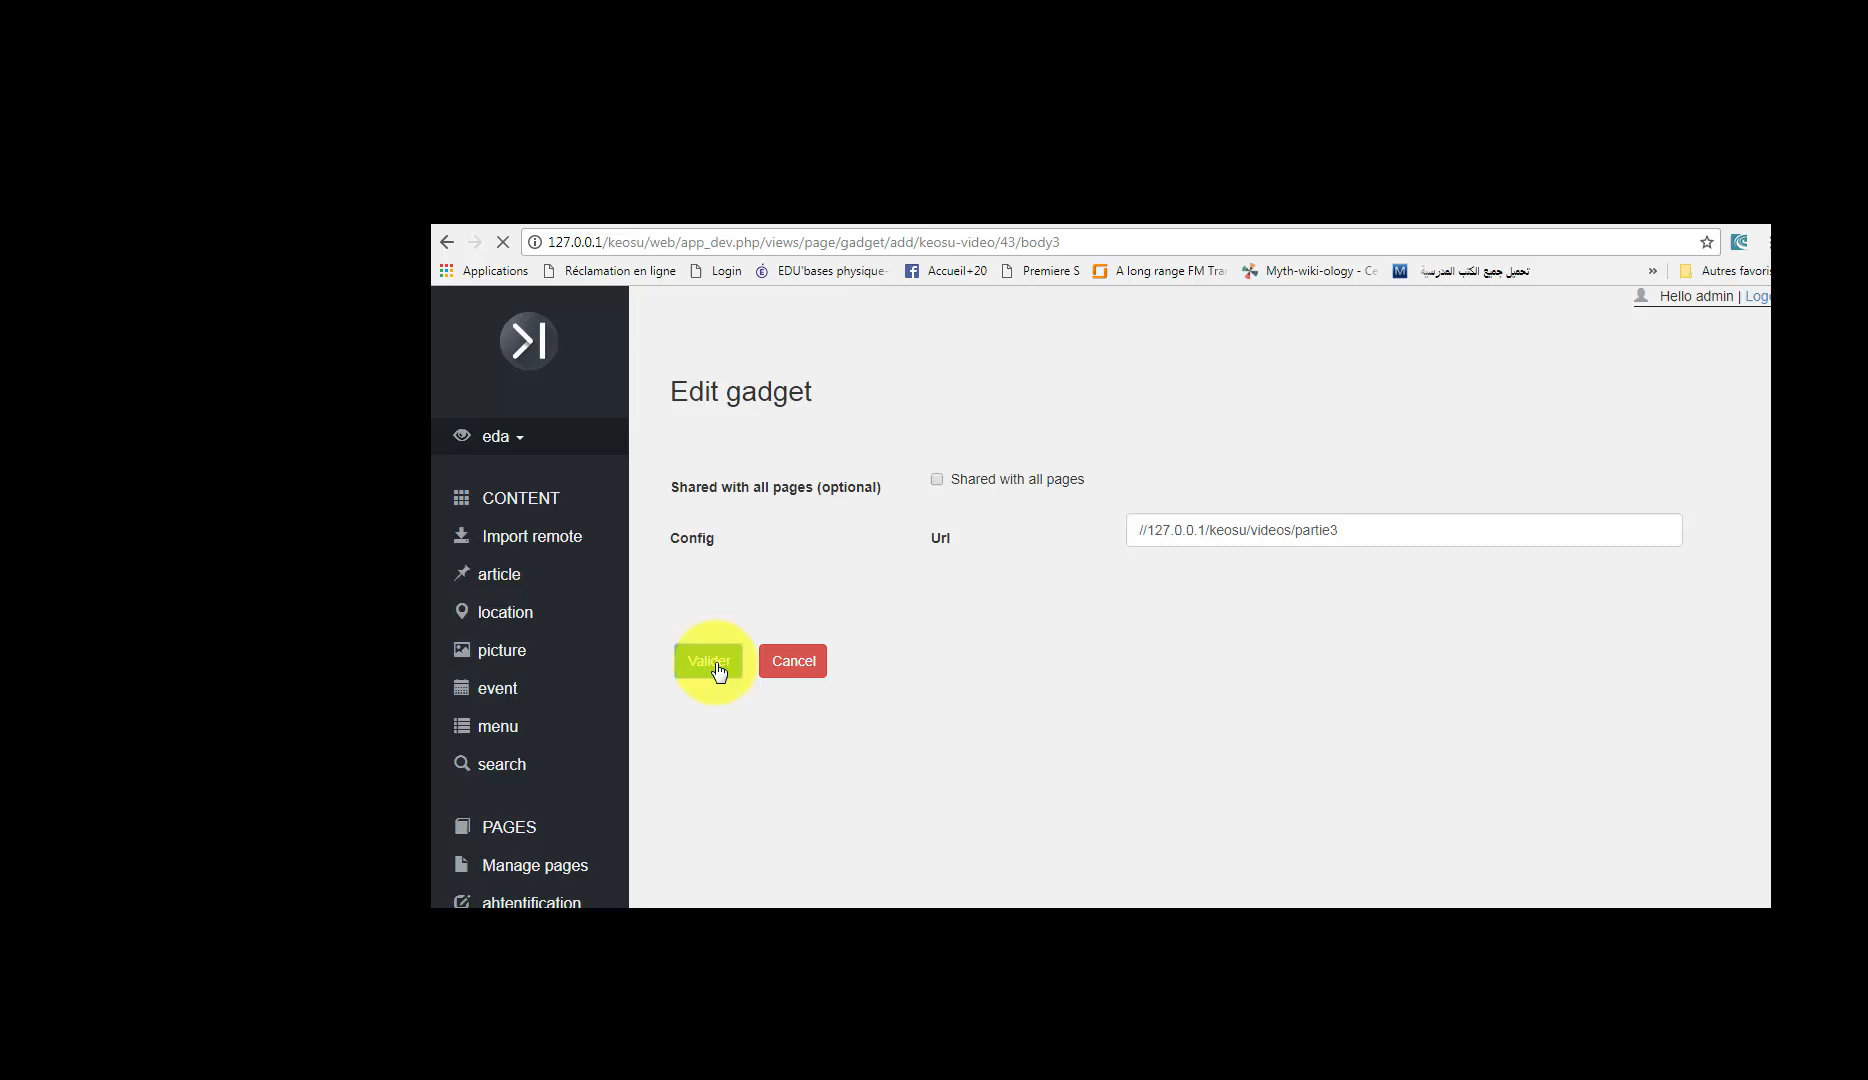 127.0.0.1/keosu/web/app_dev.php/views/page/gadget/add/keosu-video/43/body3
Applications Réclamation en ligne Login EDU'bases physique- Accueil+20 Premiere S A long range FM Tra Myth-wiki-ology - Ce تحميل جميع الكتب المدرسية » Autres favoris
Hello admin | Logo
eda
CONTENT
Import remote
article
location
picture
event
menu
search
PAGES
Manage pages
ahtentification
Edit gadget
Shared with all pages (optional) Shared with all pages
Config Url //127.0.0.1/keosu/videos/partie3
Valider Cancel